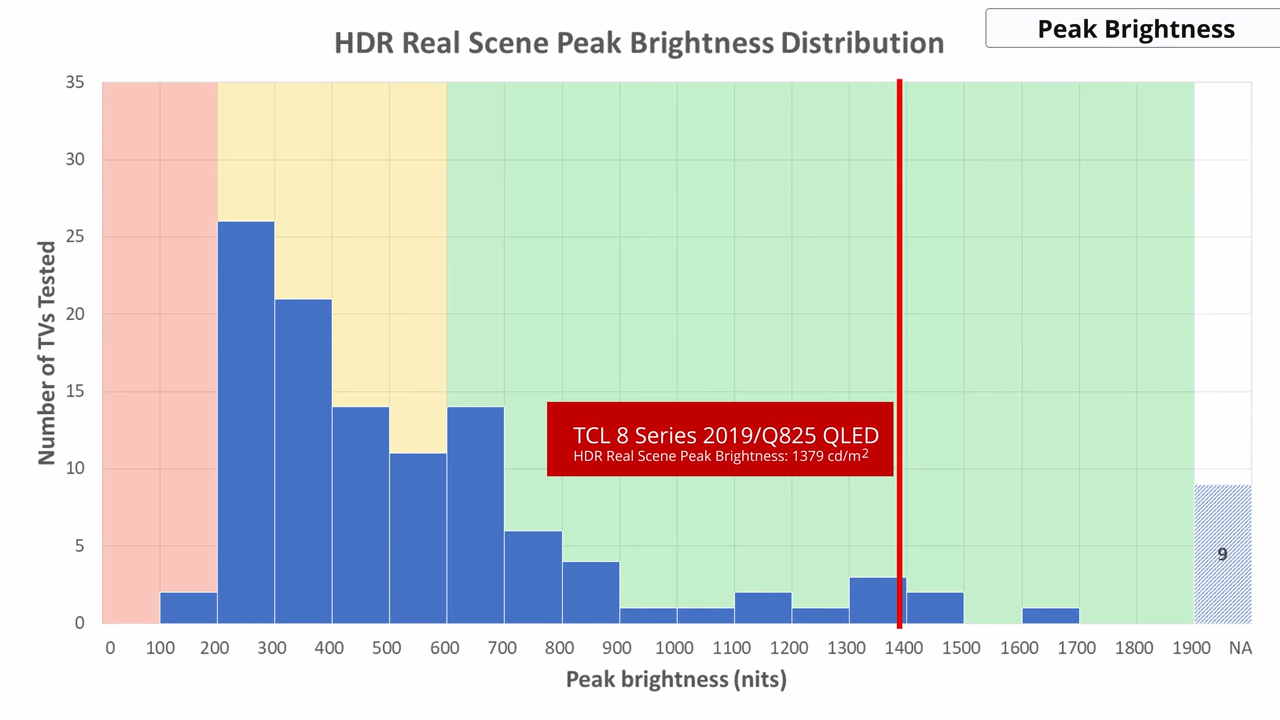 HDR Real Scene Peak Brightness Distribution
Peak Brightness
35
30
25
20
15
10
5
0
Number of TVs Tested
TCL 8 Series 2019/Q825 QLED
HDR Real Scene Peak Brightness: 1379 cd/m²
9
0 100 200 300 400 500 600 700 800 900 1000 1100 1200 1300 1400 1500 1600 1700 1800 1900 NA
Peak brightness (nits)